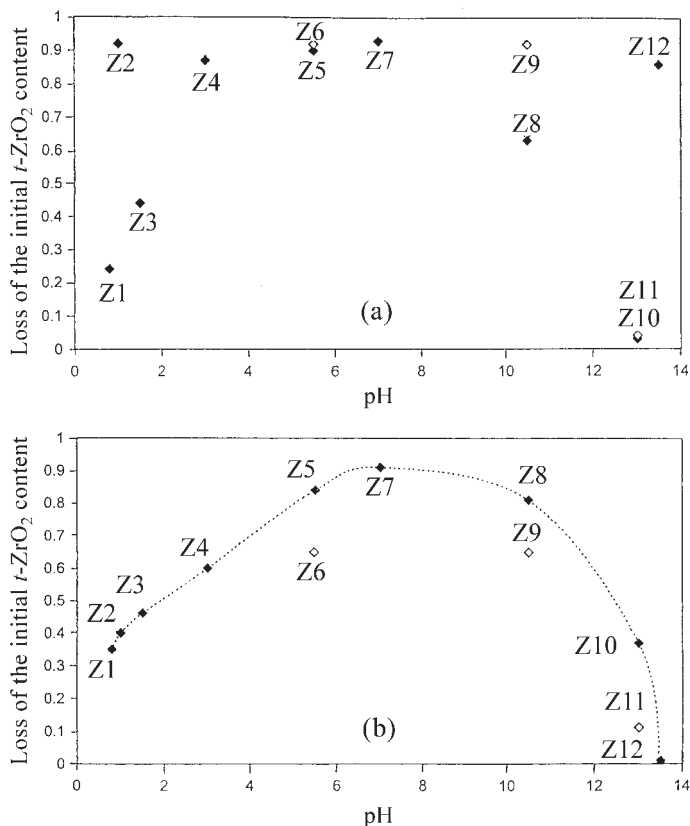 1
0.9
0.8
0.7
0.6
0.5
0.4
0.3
0.2
0.1
0
Loss of the initial t-ZrO2 content
Z1
Z2
Z3
Z4
Z6
Z5
Z7
Z9
Z8
Z12
Z11
Z10
(a)
0 2 4 6 8 10 12 14
pH
1
0.9
0.8
0.7
0.6
0.5
0.4
0.3
0.2
0.1
0
Loss of the initial t-ZrO2 content
Z1
Z2
Z3
Z4
Z5
Z6
Z7
Z8
Z9
Z10
Z11
Z12
(b)
0 2 4 6 8 10 12 14
pH